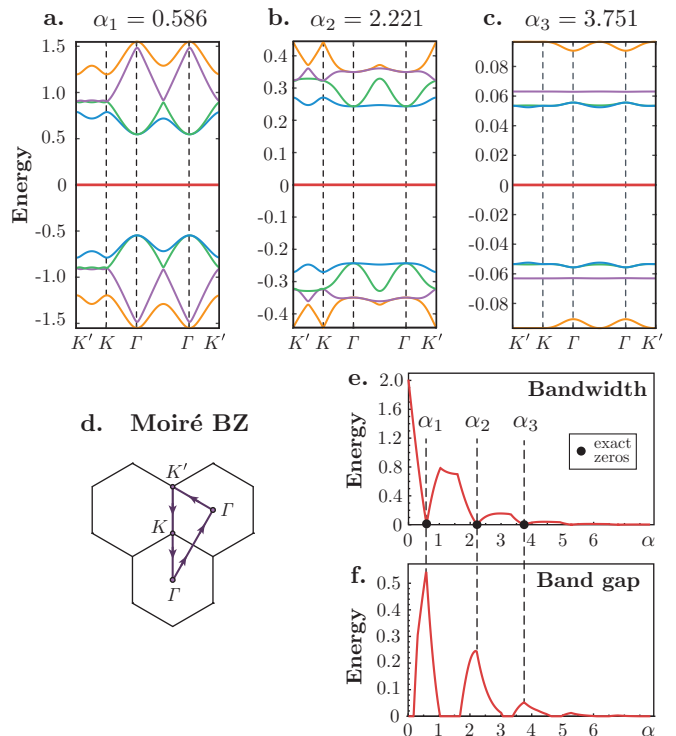 a. α₁ = 0.586
b. α₂ = 2.221
c. α₃ = 3.751
Energy
1.5
1.0
0.5
0
-0.5
-1.0
-1.5
K′ K Γ Γ K′
0.4
0.3
0.2
0.1
0
-0.1
-0.2
-0.3
-0.4
K′ K Γ Γ K′
0.08
0.06
0.04
0.02
0
-0.02
-0.04
-0.06
-0.08
K′ K Γ Γ K′
d. Moiré BZ
K′
Γ
K
Γ
e.
Bandwidth
Energy
2.0
1.6
1.2
0.8
0.4
0
α₁ α₂ α₃
exact
zeros
0 1 2 3 4 5 6 α
f.
Band gap
Energy
0.5
0.4
0.3
0.2
0.1
0
0 1 2 3 4 5 6 α